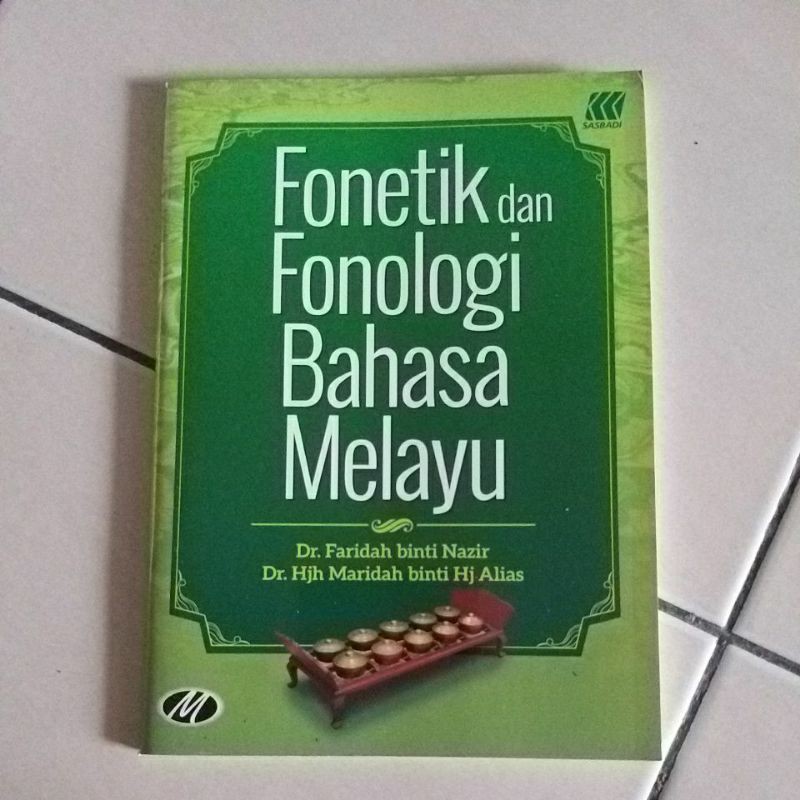 SASBADI
Fonetik dan
Fonologi
Bahasa
Melayu
Dr. Faridah binti Nazir
Dr. Hjh Maridah binti Hj Alias
M